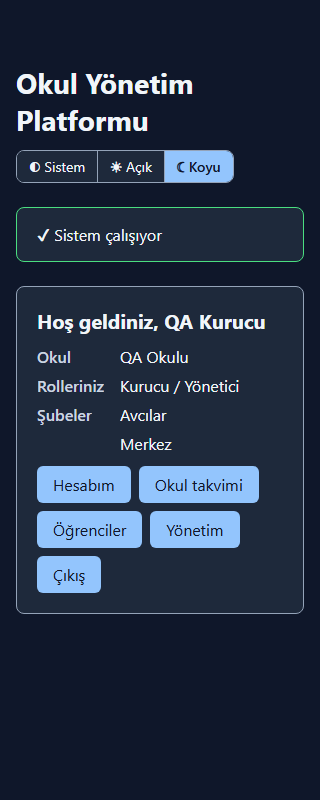 Okul Yönetim
Platformu
◐ Sistem ☀ Açık ☾ Koyu
✓ Sistem çalışıyor
Hoş geldiniz, QA Kurucu
Okul QA Okulu
Rolleriniz Kurucu / Yönetici
Şubeler Avcılar
Merkez
Hesabım Okul takvimi
Öğrenciler Yönetim
Çıkış